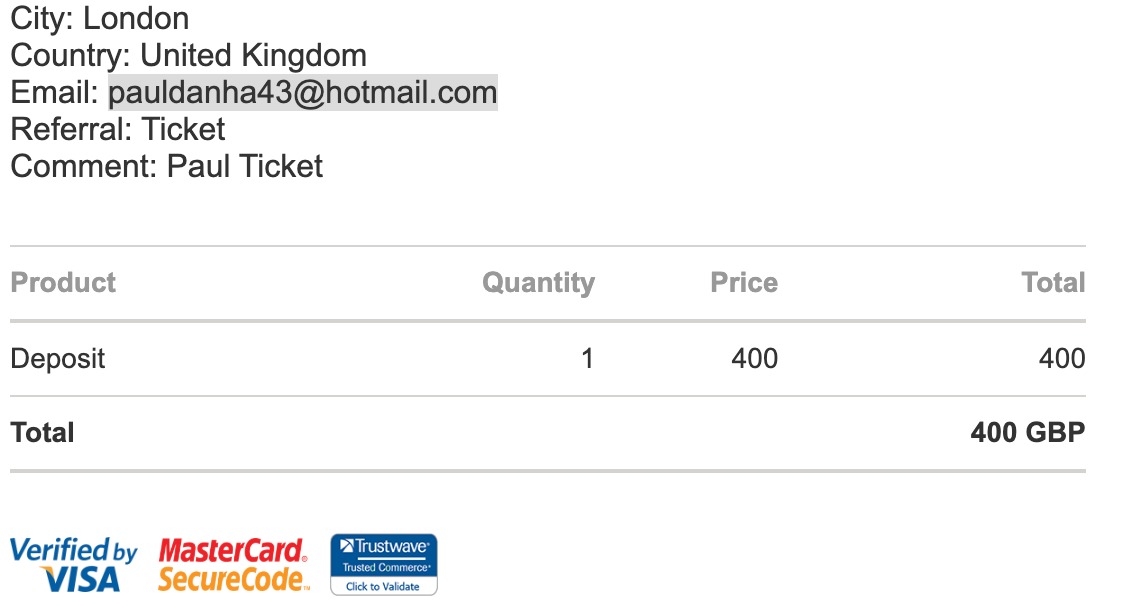 City: London
Country: United Kingdom
Email: pauldanha43@hotmail.com
Referral: Ticket
Comment: Paul Ticket
Product Quantity Price Total
Deposit 1 400 400
Total 400 GBP
Verified by VISA
MasterCard. SecureCode.™
Trustwave®
Trusted Commerce®
Click to Validate